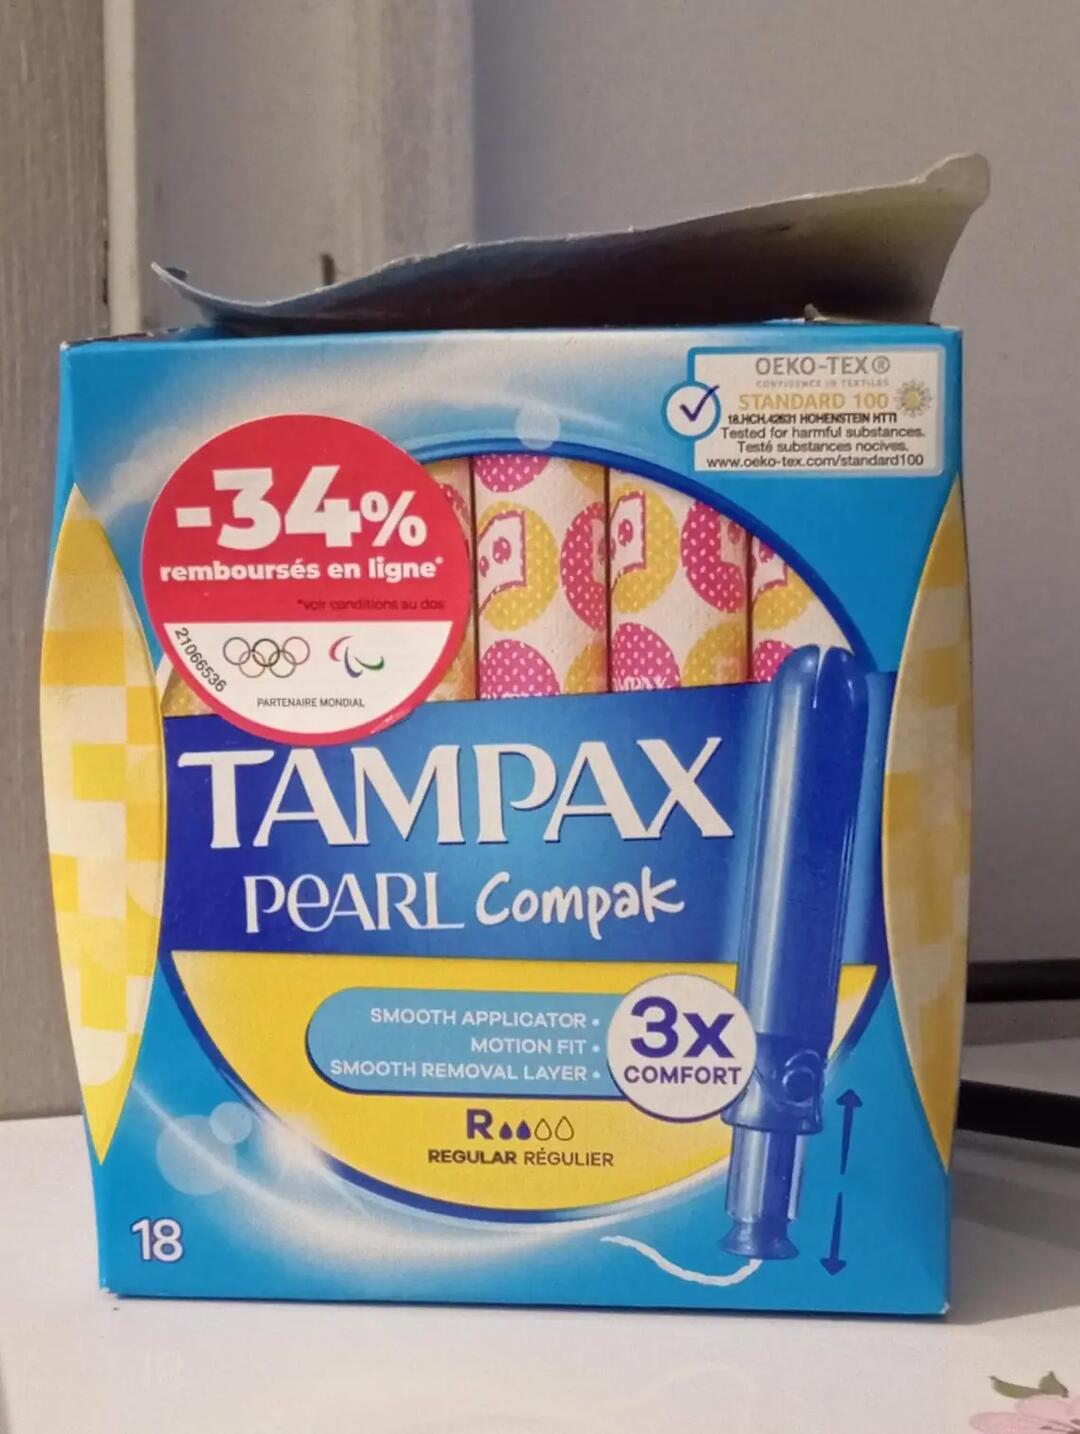 OEKO-TEX®
CONFIDENCE IN TEXTILES
STANDARD 100
18.HCH.42631 HOHENSTEIN HTTI
Tested for harmful substances.
Testé substances nocives.
www.oeko-tex.com/standard100
-34%
remboursés en ligne*
*voir conditions au dos
21066536
PARTENAIRE MONDIAL
TAMPAX
PEARL Compak
SMOOTH APPLICATOR •
MOTION FIT •
SMOOTH REMOVAL LAYER •
3x
COMFORT
R
REGULAR RÉGULIER
18